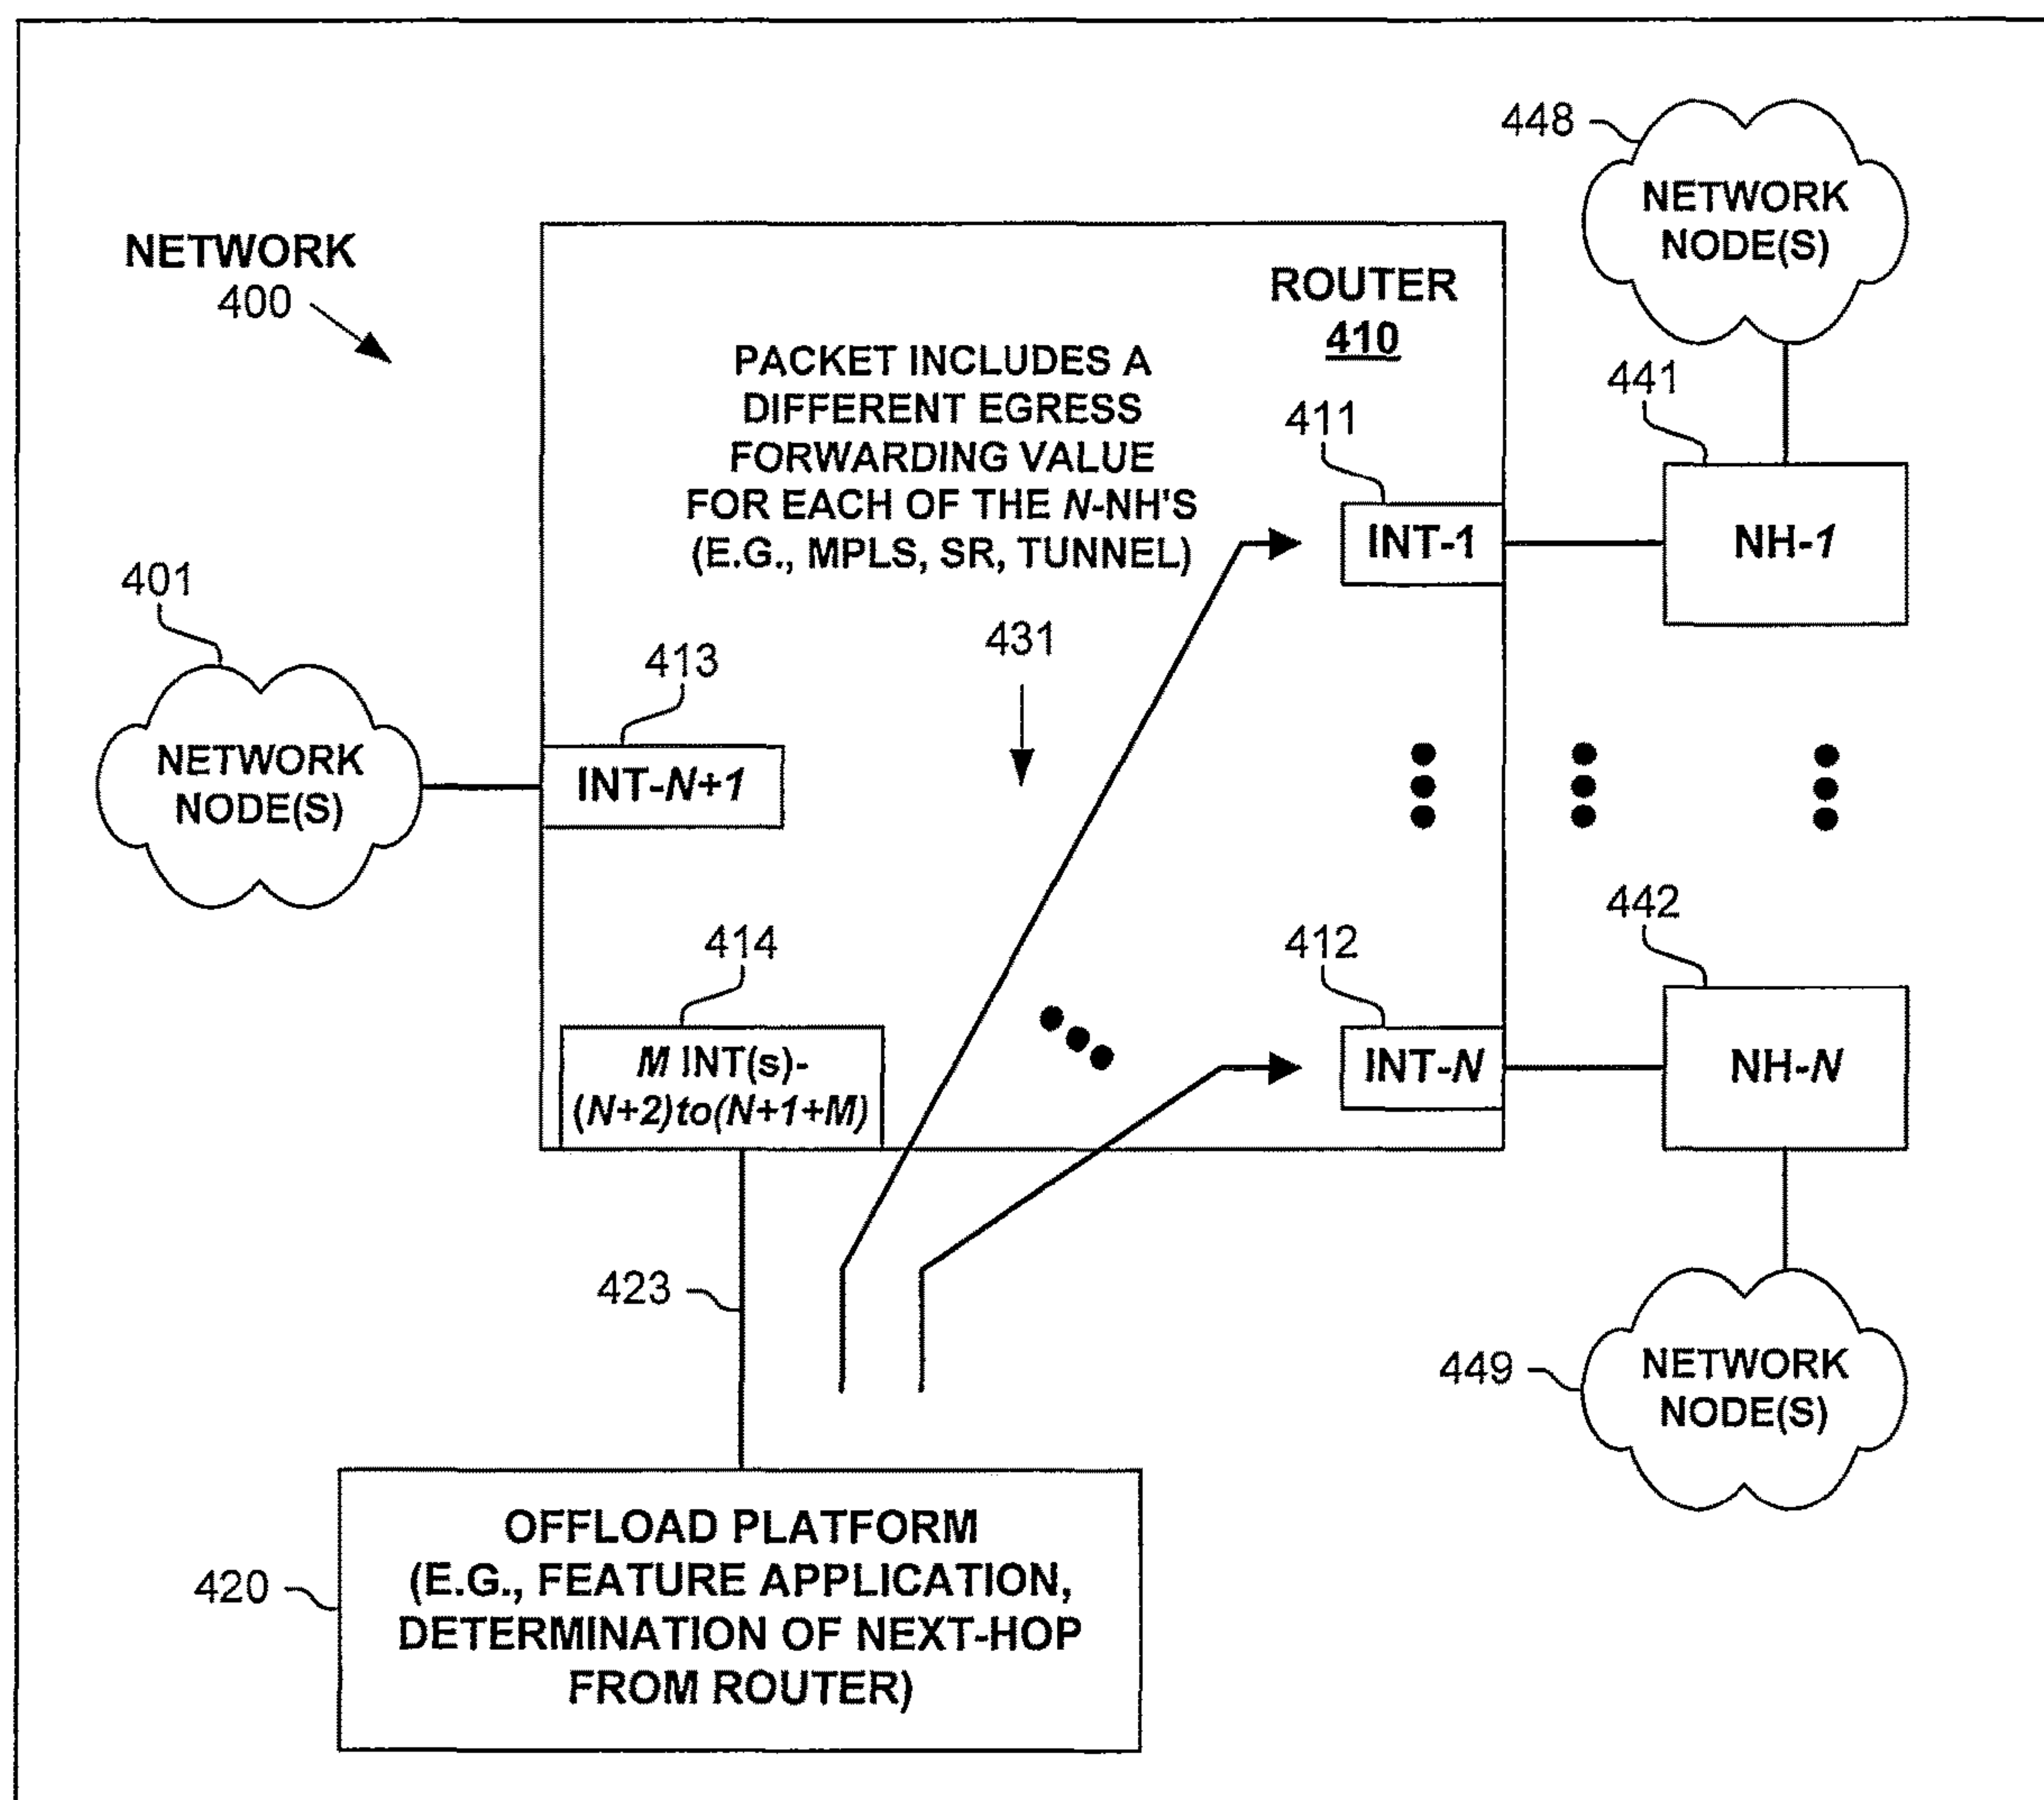 448
NETWORK
NODE(S)
NETWORK
400
ROUTER
410
PACKET INCLUDES A
DIFFERENT EGRESS
FORWARDING VALUE
FOR EACH OF THE N-NH'S
(E.G., MPLS, SR, TUNNEL)
411
441
INT-1
NH-1
401
413
431
NETWORK
NODE(S)
INT-N+1
414
412
442
M INT(s)-
(N+2)to(N+1+M)
INT-N
NH-N
423
449
NETWORK
NODE(S)
420
OFFLOAD PLATFORM
(E.G., FEATURE APPLICATION,
DETERMINATION OF NEXT-HOP
FROM ROUTER)